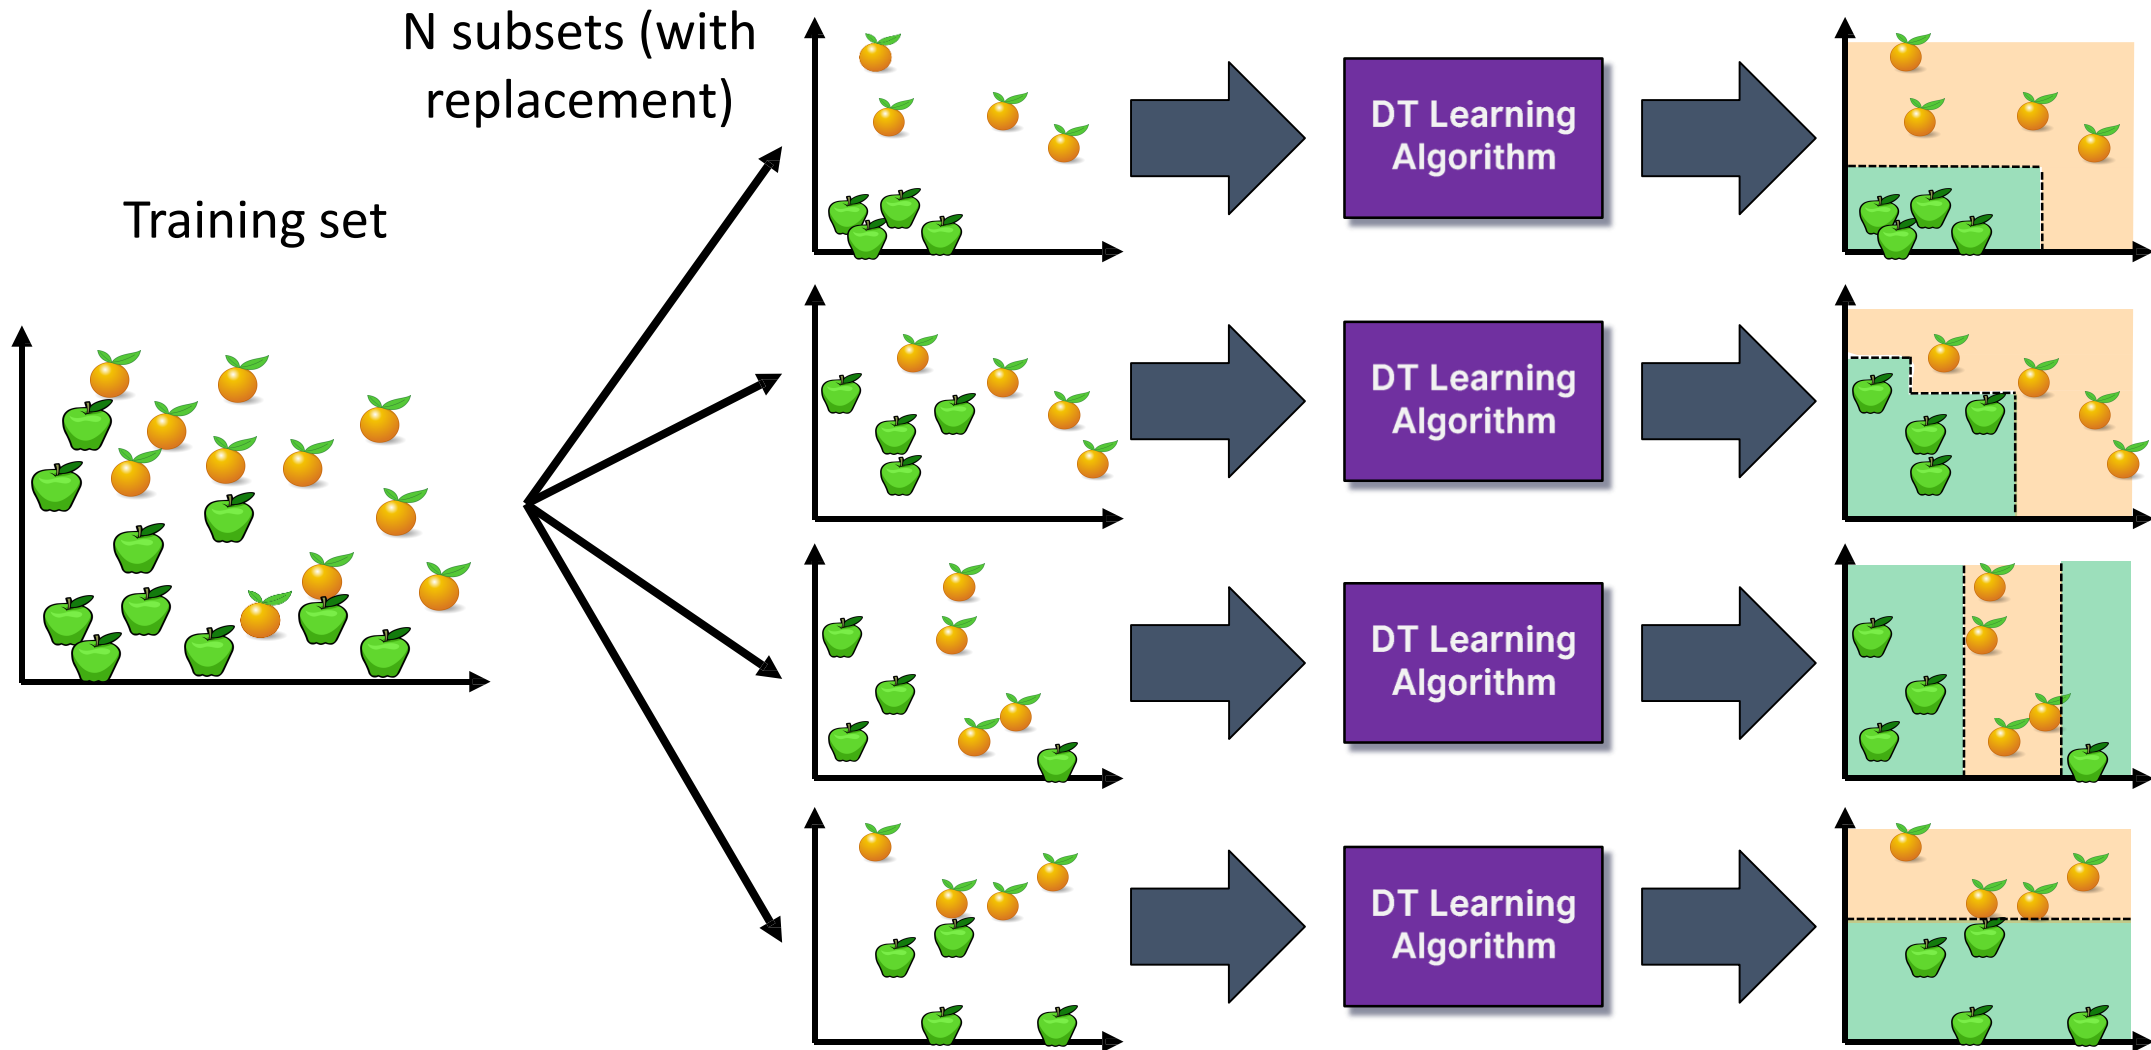 N subsets (with
replacement)
Training set
DT Learning
Algorithm
DT Learning
Algorithm
DT Learning
Algorithm
DT Learning
Algorithm